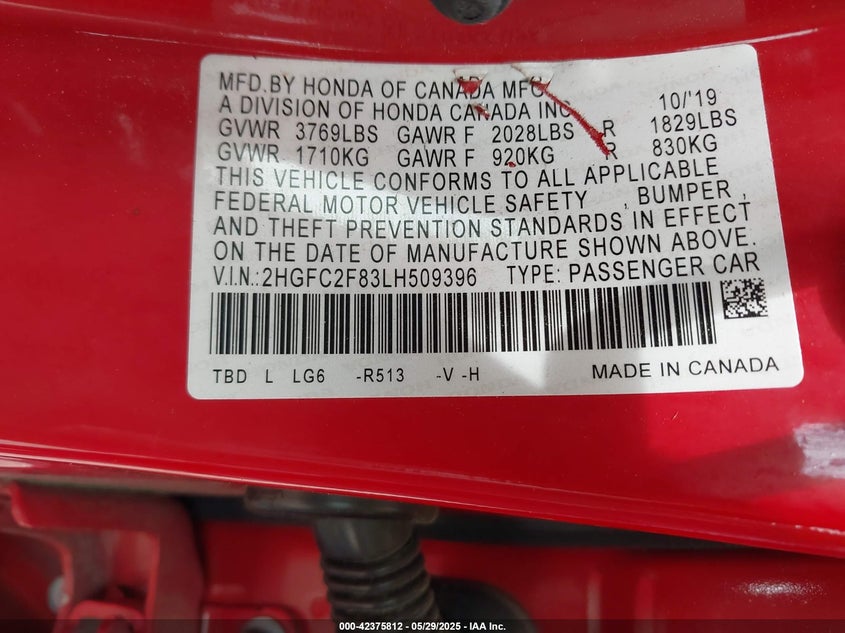 MFD.BY HONDA OF CANADA MFG.
A DIVISION OF HONDA CANADA INC. 10/'19
GVWR 3769LBS GAWR F 2028LBS R 1829LBS
GVWR 1710KG GAWR F 920KG R 830KG
THIS VEHICLE CONFORMS TO ALL APPLICABLE
FEDERAL MOTOR VEHICLE SAFETY , BUMPER ,
AND THEFT PREVENTION STANDARDS IN EFFECT
ON THE DATE OF MANUFACTURE SHOWN ABOVE.
V.I.N.:2HGFC2F83LH509396 TYPE: PASSENGER CAR
TBD L LG6 -R513 -V -H MADE IN CANADA
000-42375812 - 05/29/2025 - IAA Inc.